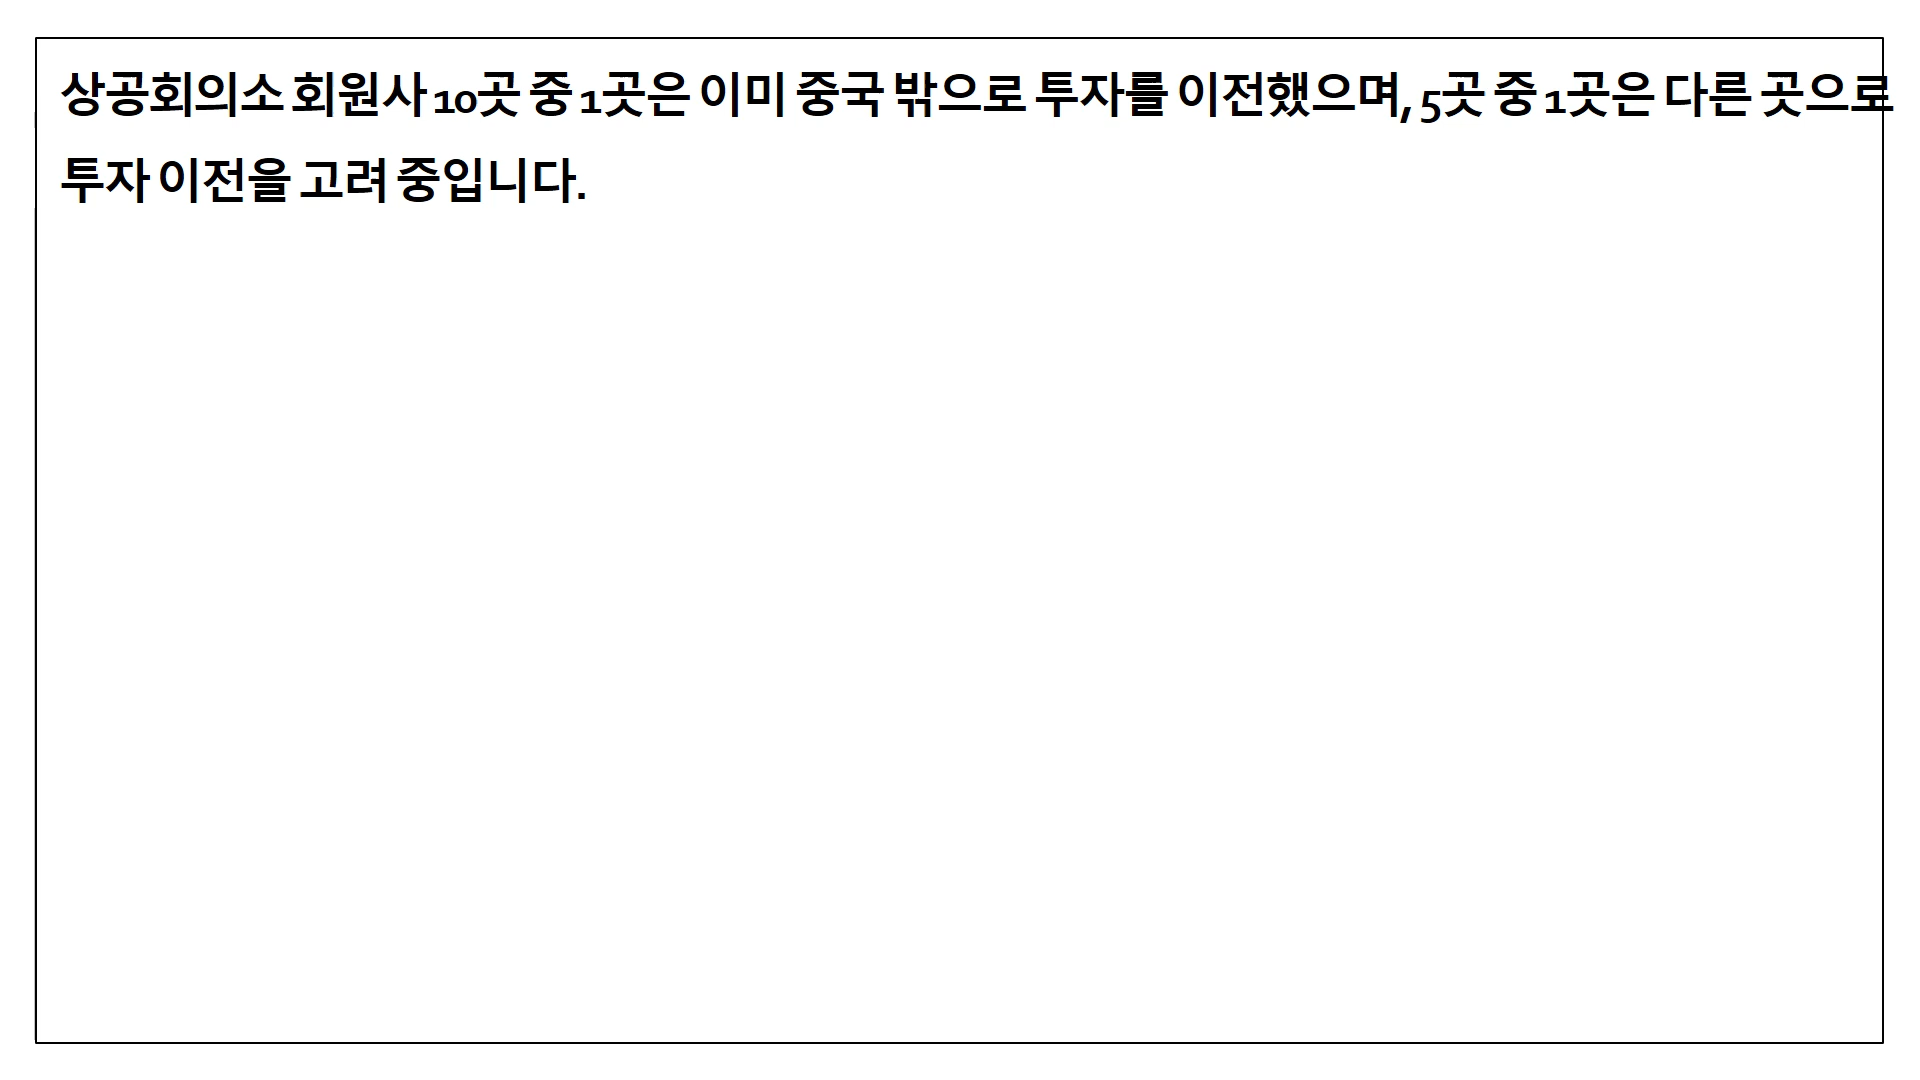 상공회의소 회원사 10곳 중 1곳은 이미 중국 밖으로 투자를 이전했으며, 5곳 중 1곳은 다른 곳으로
투자 이전을 고려 중입니다.